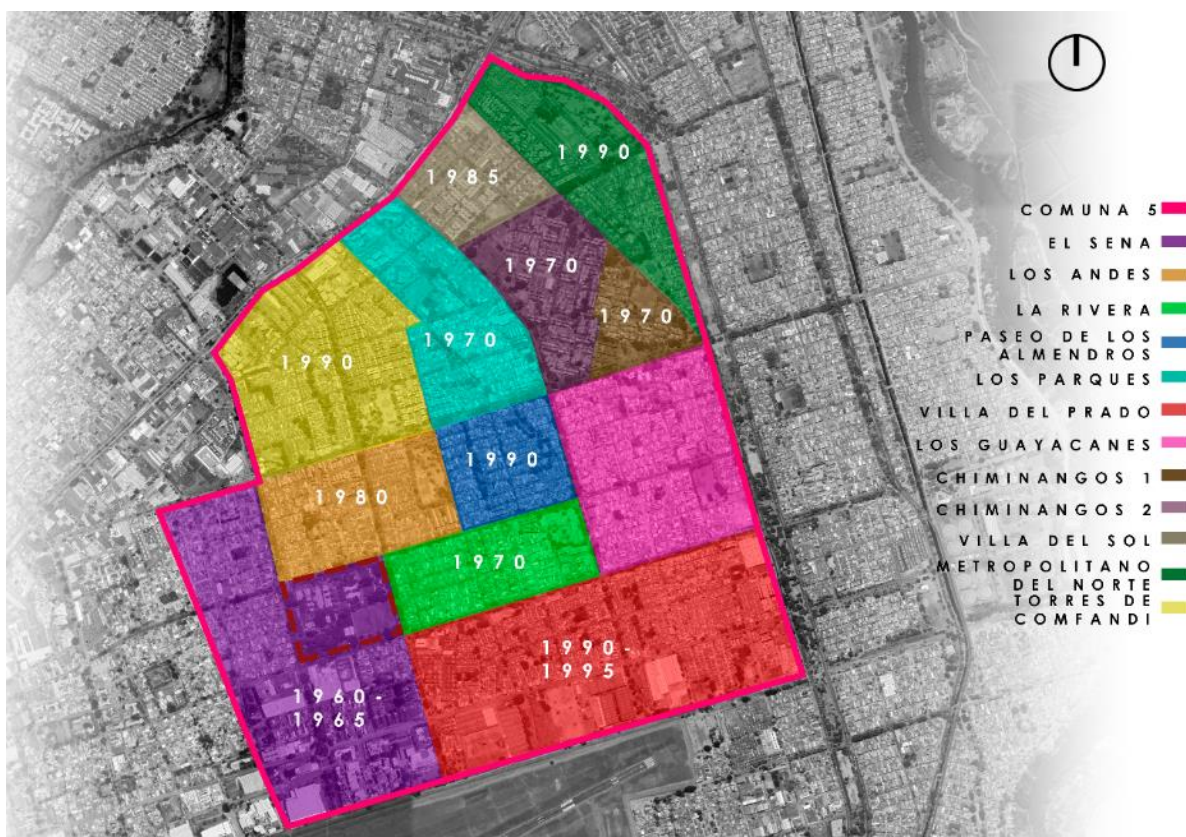 1990
1985
1970
1970
1970
1990
1990
1980
1970
1990-
1995
1960-
1965
COMUNA 5
EL SENA
LOS ANDES
LA RIVERA
PASEO DE LOS
ALMENDROS
LOS PARQUES
VILLA DEL PRADO
LOS GUAYACANES
CHIMINANGOS 1
CHIMINANGOS 2
VILLA DEL SOL
METROPOLITANO
DEL NORTE
TORRES DE
COMFANDI